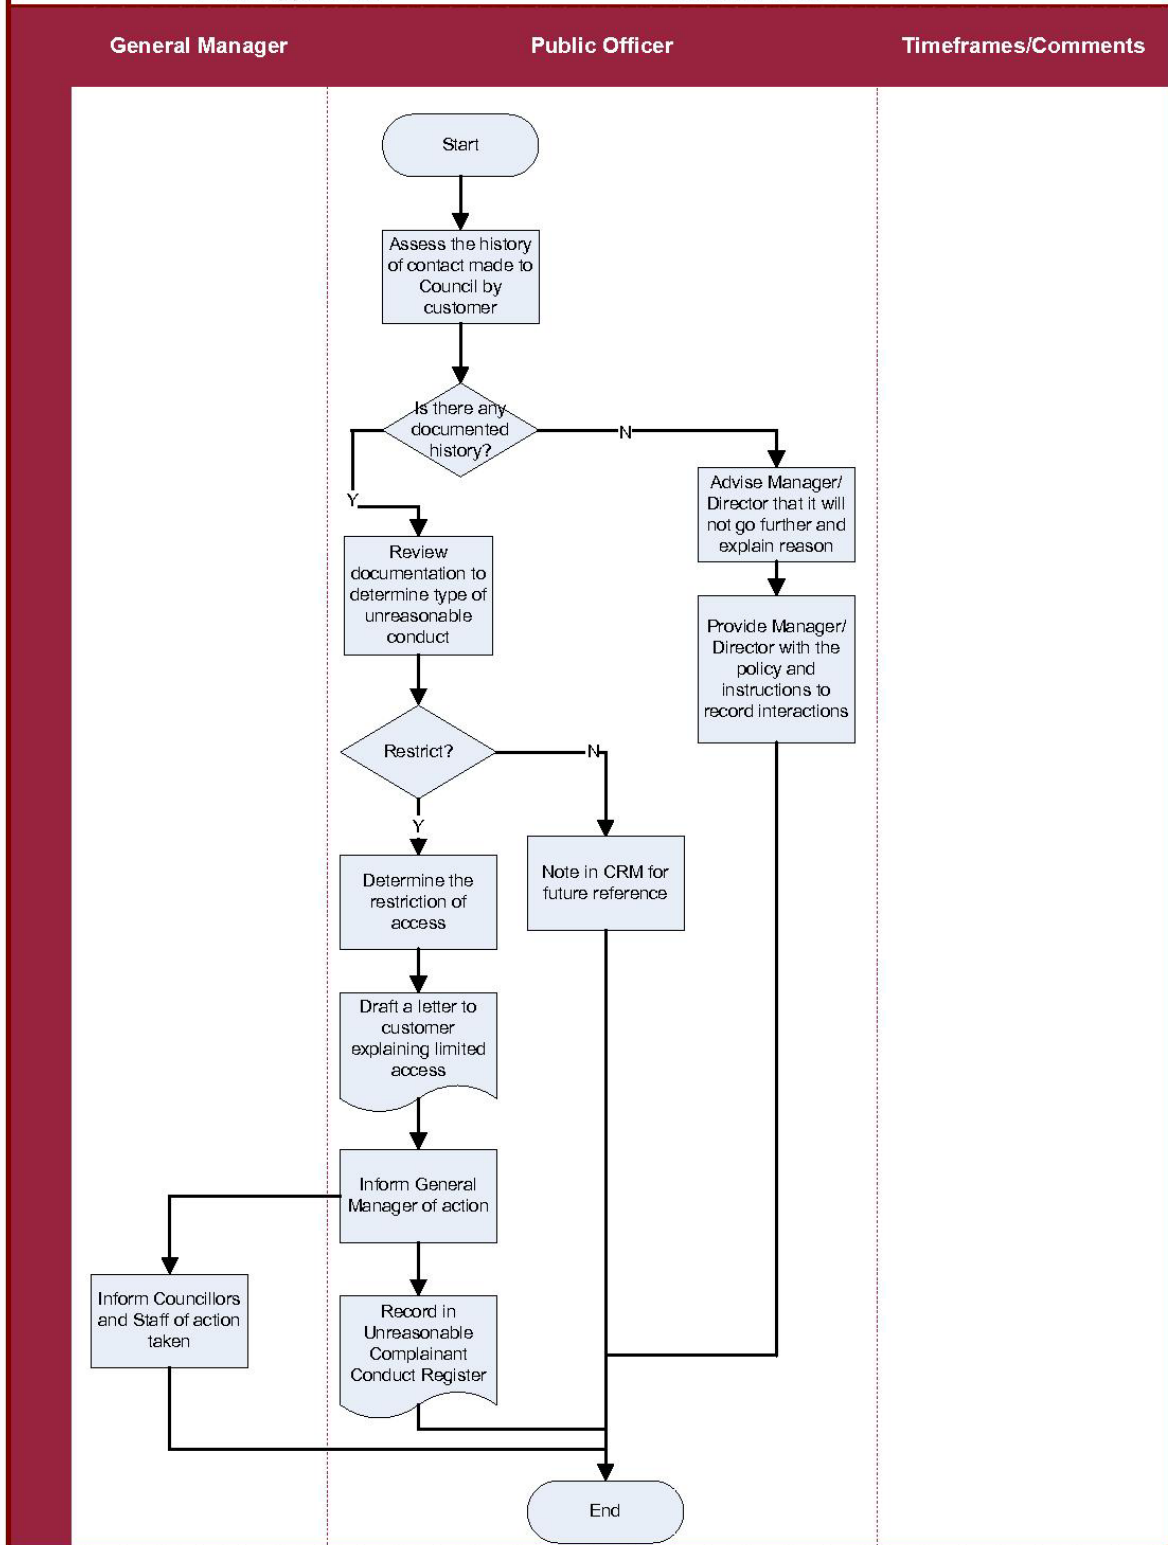 General Manager
Public Officer
Timeframes/Comments
Start
Assess the history
of contact made to
Council by
customer
Is there any
documented
history?
N
Y
Advise Manager/
Director that it will
not go further and
explain reason
Review
documentation to
determine type of
unreasonable
conduct
Provide Manager/
Director with the
policy and
instructions to
record interactions
Restrict?
N
Y
Determine the
restriction of
access
Note in CRM for
future reference
Draft a letter to
customer
explaining limited
access
Inform General
Manager of action
Inform Councillors
and Staff of action
taken
Record in
Unreasonable
Complainant
Conduct Register
End